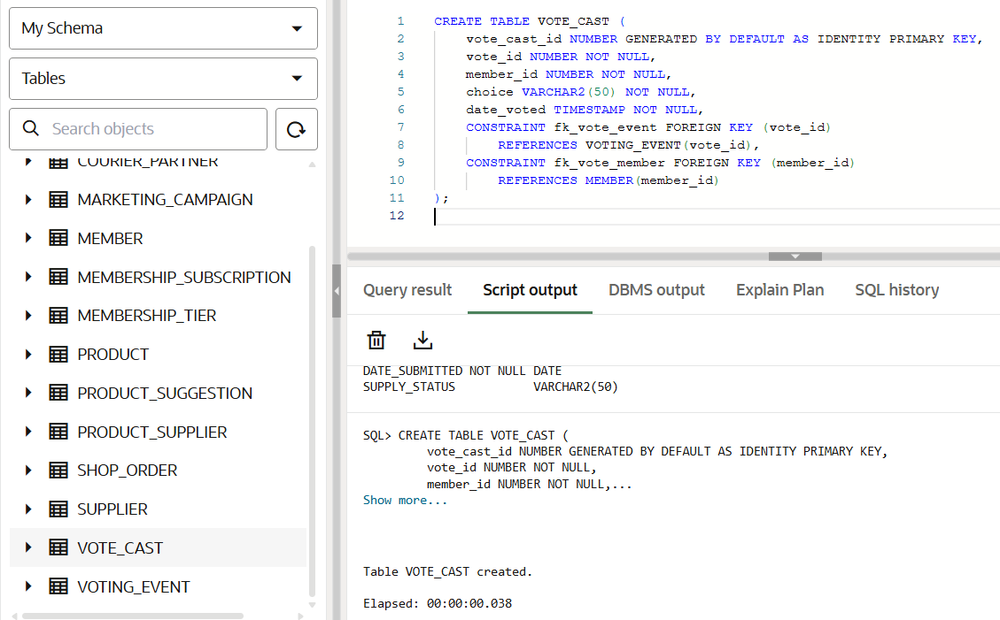 My Schema
Tables
Search objects
COURIER_PARTNER
MARKETING_CAMPAIGN
MEMBER
MEMBERSHIP_SUBSCRIPTION
MEMBERSHIP_TIER
PRODUCT
PRODUCT_SUGGESTION
PRODUCT_SUPPLIER
SHOP_ORDER
SUPPLIER
VOTE_CAST
VOTING_EVENT
1 CREATE TABLE VOTE_CAST (
2 vote_cast_id NUMBER GENERATED BY DEFAULT AS IDENTITY PRIMARY KEY,
3 vote_id NUMBER NOT NULL,
4 member_id NUMBER NOT NULL,
5 choice VARCHAR2(50) NOT NULL,
6 date_voted TIMESTAMP NOT NULL,
7 CONSTRAINT fk_vote_event FOREIGN KEY (vote_id)
8 REFERENCES VOTING_EVENT(vote_id),
9 CONSTRAINT fk_vote_member FOREIGN KEY (member_id)
10 REFERENCES MEMBER(member_id)
11 );
12
Query result Script output DBMS output Explain Plan SQL history
DATE_SUBMITTED NOT NULL DATE
SUPPLY_STATUS VARCHAR2(50)
SQL> CREATE TABLE VOTE_CAST (
vote_cast_id NUMBER GENERATED BY DEFAULT AS IDENTITY PRIMARY KEY,
vote_id NUMBER NOT NULL,
member_id NUMBER NOT NULL,...
Show more...
Table VOTE_CAST created.
Elapsed: 00:00:00.038